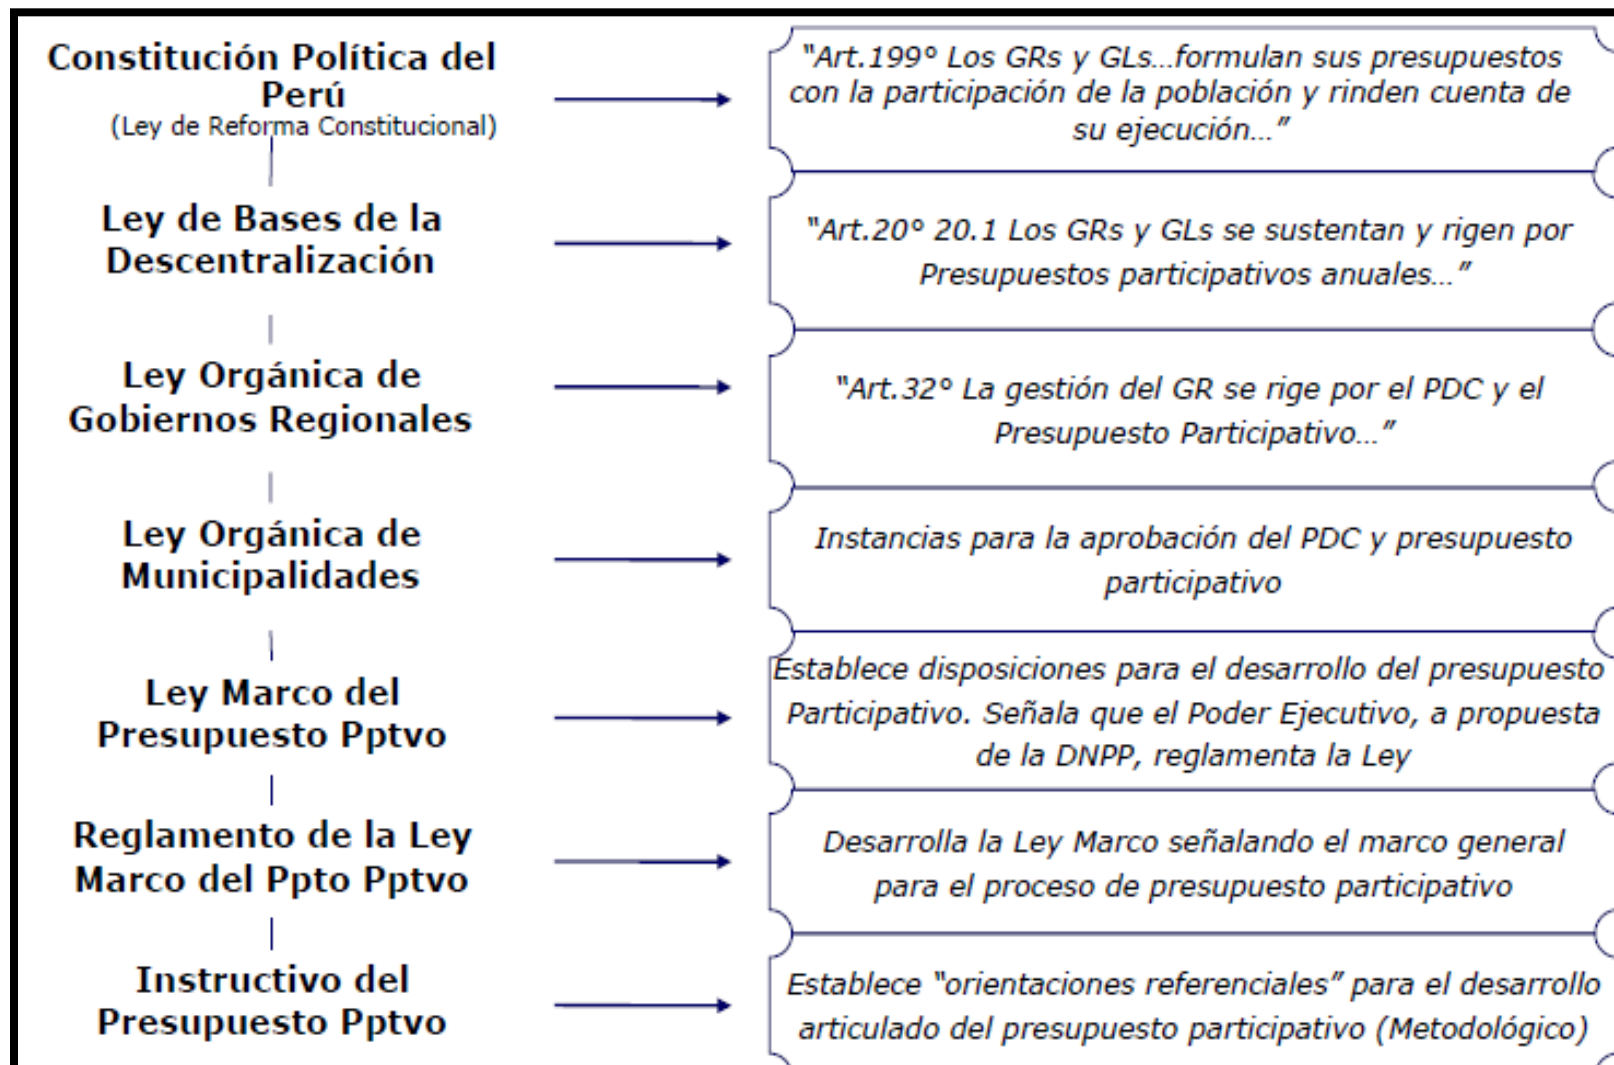 Constitución Política del
Perú
(Ley de Reforma Constitucional)
"Art.199° Los GRs y GLs...formulan sus presupuestos
con la participación de la población y rinden cuenta de
su ejecución..."
Ley de Bases de la
Descentralización
"Art.20° 20.1 Los GRs y GLs se sustentan y rigen por
Presupuestos participativos anuales..."
Ley Orgánica de
Gobiernos Regionales
"Art.32° La gestión del GR se rige por el PDC y el
Presupuesto Participativo..."
Ley Orgánica de
Municipalidades
Instancias para la aprobación del PDC y presupuesto
participativo
Ley Marco del
Presupuesto Pptvo
Establece disposiciones para el desarrollo del presupuesto
Participativo. Señala que el Poder Ejecutivo, a propuesta
de la DNPP, reglamenta la Ley
Reglamento de la Ley
Marco del Ppto Pptvo
Desarrolla la Ley Marco señalando el marco general
para el proceso de presupuesto participativo
Instructivo del
Presupuesto Pptvo
Establece "orientaciones referenciales" para el desarrollo
articulado del presupuesto participativo (Metodológico)